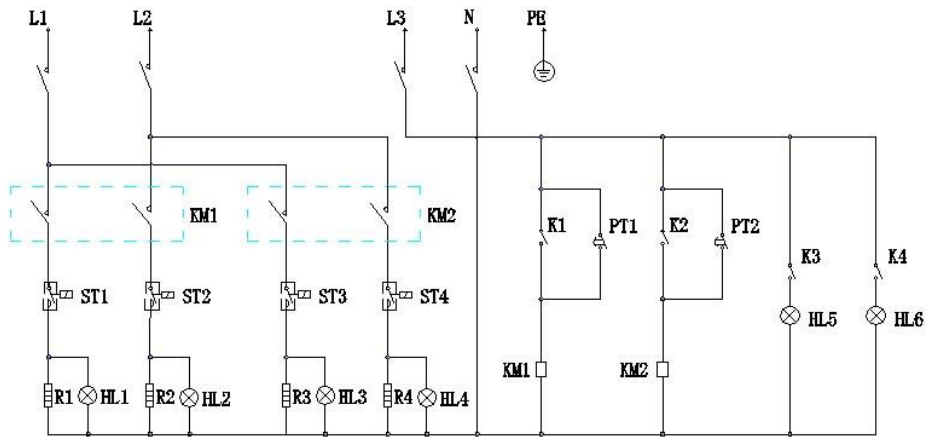 L1 L2 L3 N PE
KM1 KM2 K1 PT1 K2 PT2
K3 K4
ST1 ST2 ST3 ST4
HL5 HL6
KM1 KM2
R1 HL1 R2 HL2 R3 HL3 R4 HL4